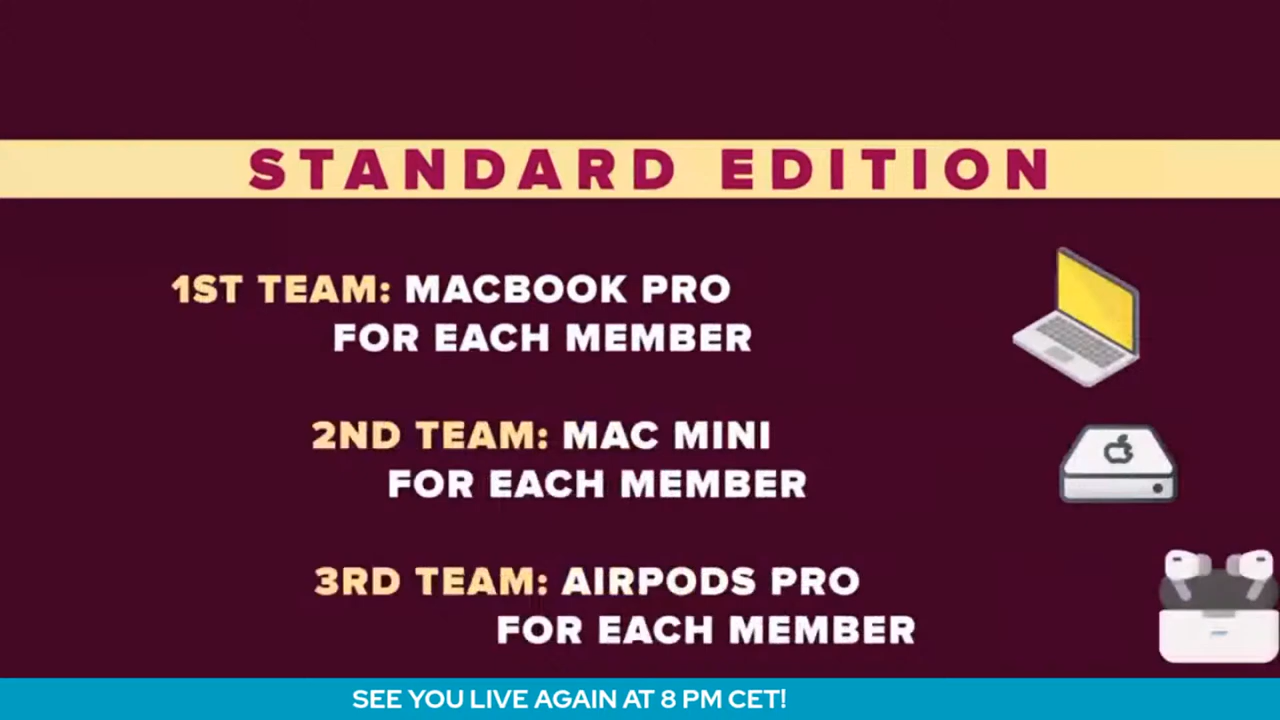 STANDARD EDITION
1ST TEAM: MACBOOK PRO
FOR EACH MEMBER
2ND TEAM: MAC MINI
FOR EACH MEMBER
3RD TEAM: AIRPODS PRO
FOR EACH MEMBER
SEE YOU LIVE AGAIN AT 8 PM CET!